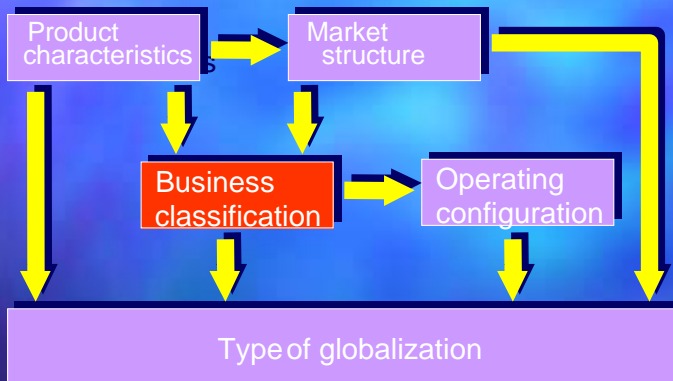 Product
characteristics
Market
structure
Business
classification
Operating
configuration
Type of globalization